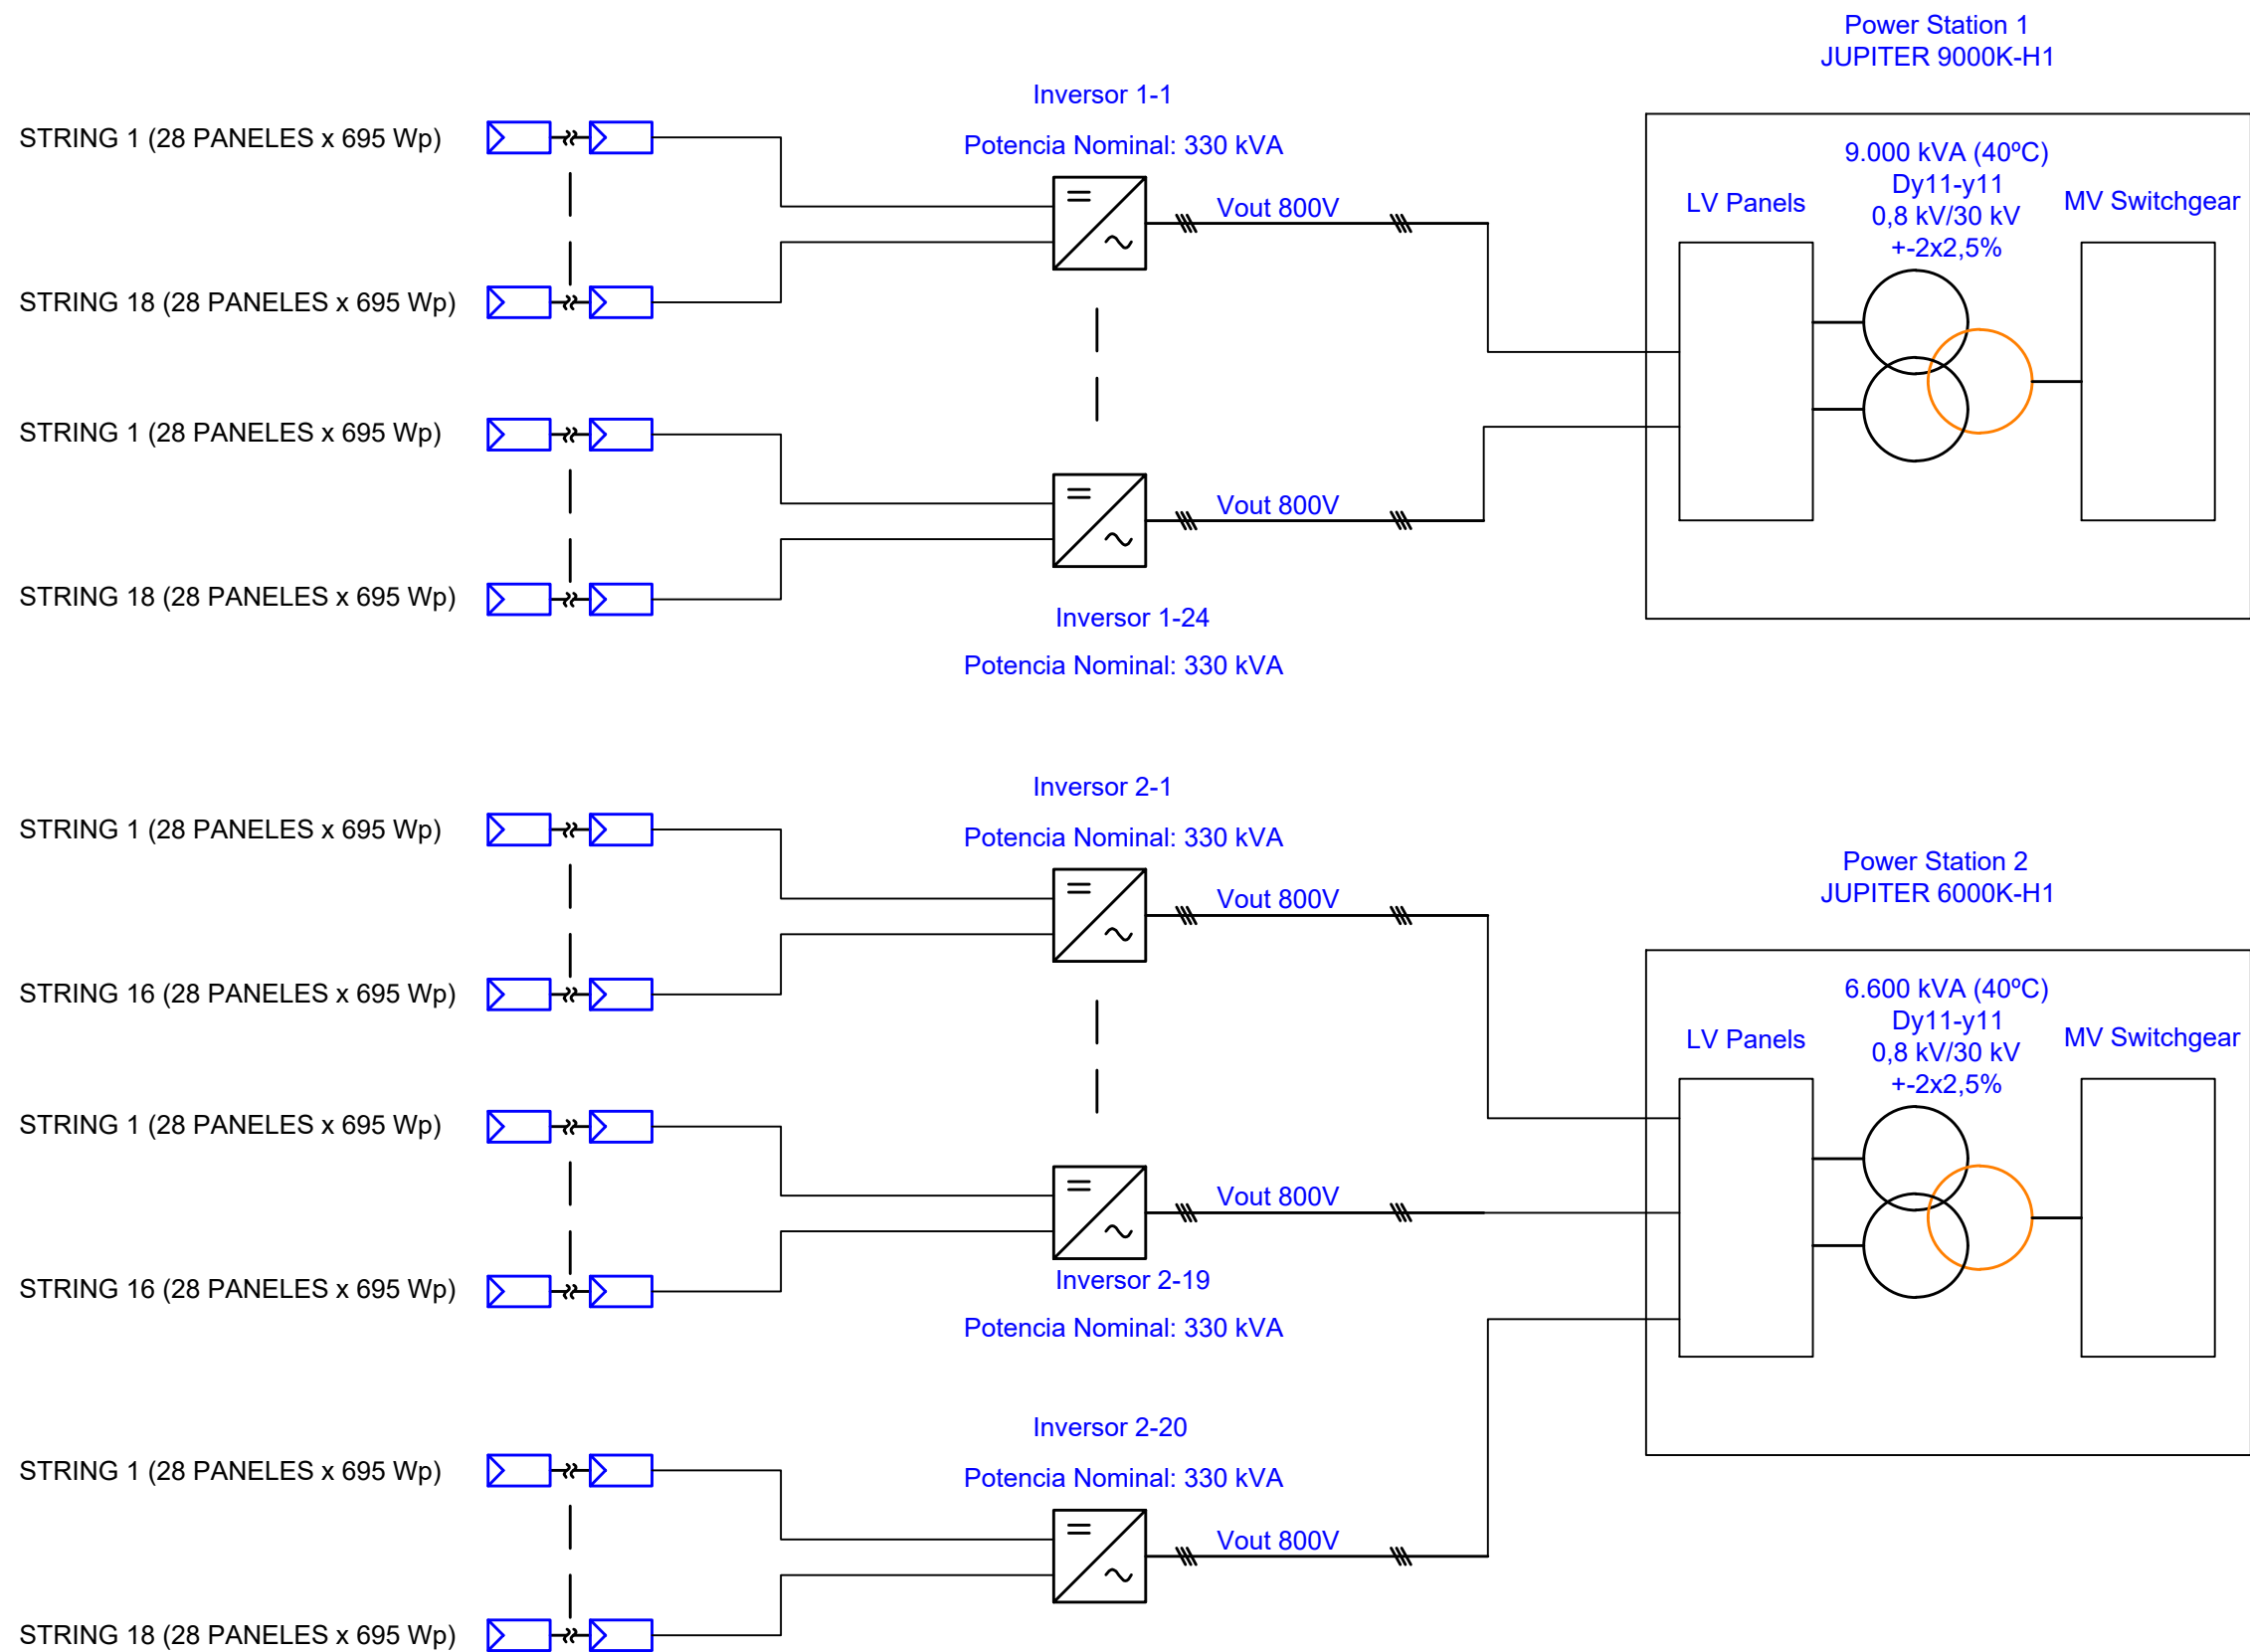 Power Station 1
JUPITER 9000K-H1
Inversor 1-1
STRING 1 (28 PANELES x 695 Wp)
Potencia Nominal: 330 kVA
9.000 kVA (40ºC)
Dy11-y11
LV Panels
0,8 kV/30 kV
MV Switchgear
+-2x2,5%
Vout 800V
STRING 18 (28 PANELES x 695 Wp)
STRING 1 (28 PANELES x 695 Wp)
Vout 800V
STRING 18 (28 PANELES x 695 Wp)
Inversor 1-24
Potencia Nominal: 330 kVA
Inversor 2-1
STRING 1 (28 PANELES x 695 Wp)
Potencia Nominal: 330 kVA
Power Station 2
JUPITER 6000K-H1
Vout 800V
STRING 16 (28 PANELES x 695 Wp)
6.600 kVA (40ºC)
Dy11-y11
LV Panels
0,8 kV/30 kV
MV Switchgear
+-2x2,5%
STRING 1 (28 PANELES x 695 Wp)
Vout 800V
STRING 16 (28 PANELES x 695 Wp)
Inversor 2-19
Potencia Nominal: 330 kVA
Inversor 2-20
STRING 1 (28 PANELES x 695 Wp)
Potencia Nominal: 330 kVA
Vout 800V
STRING 18 (28 PANELES x 695 Wp)